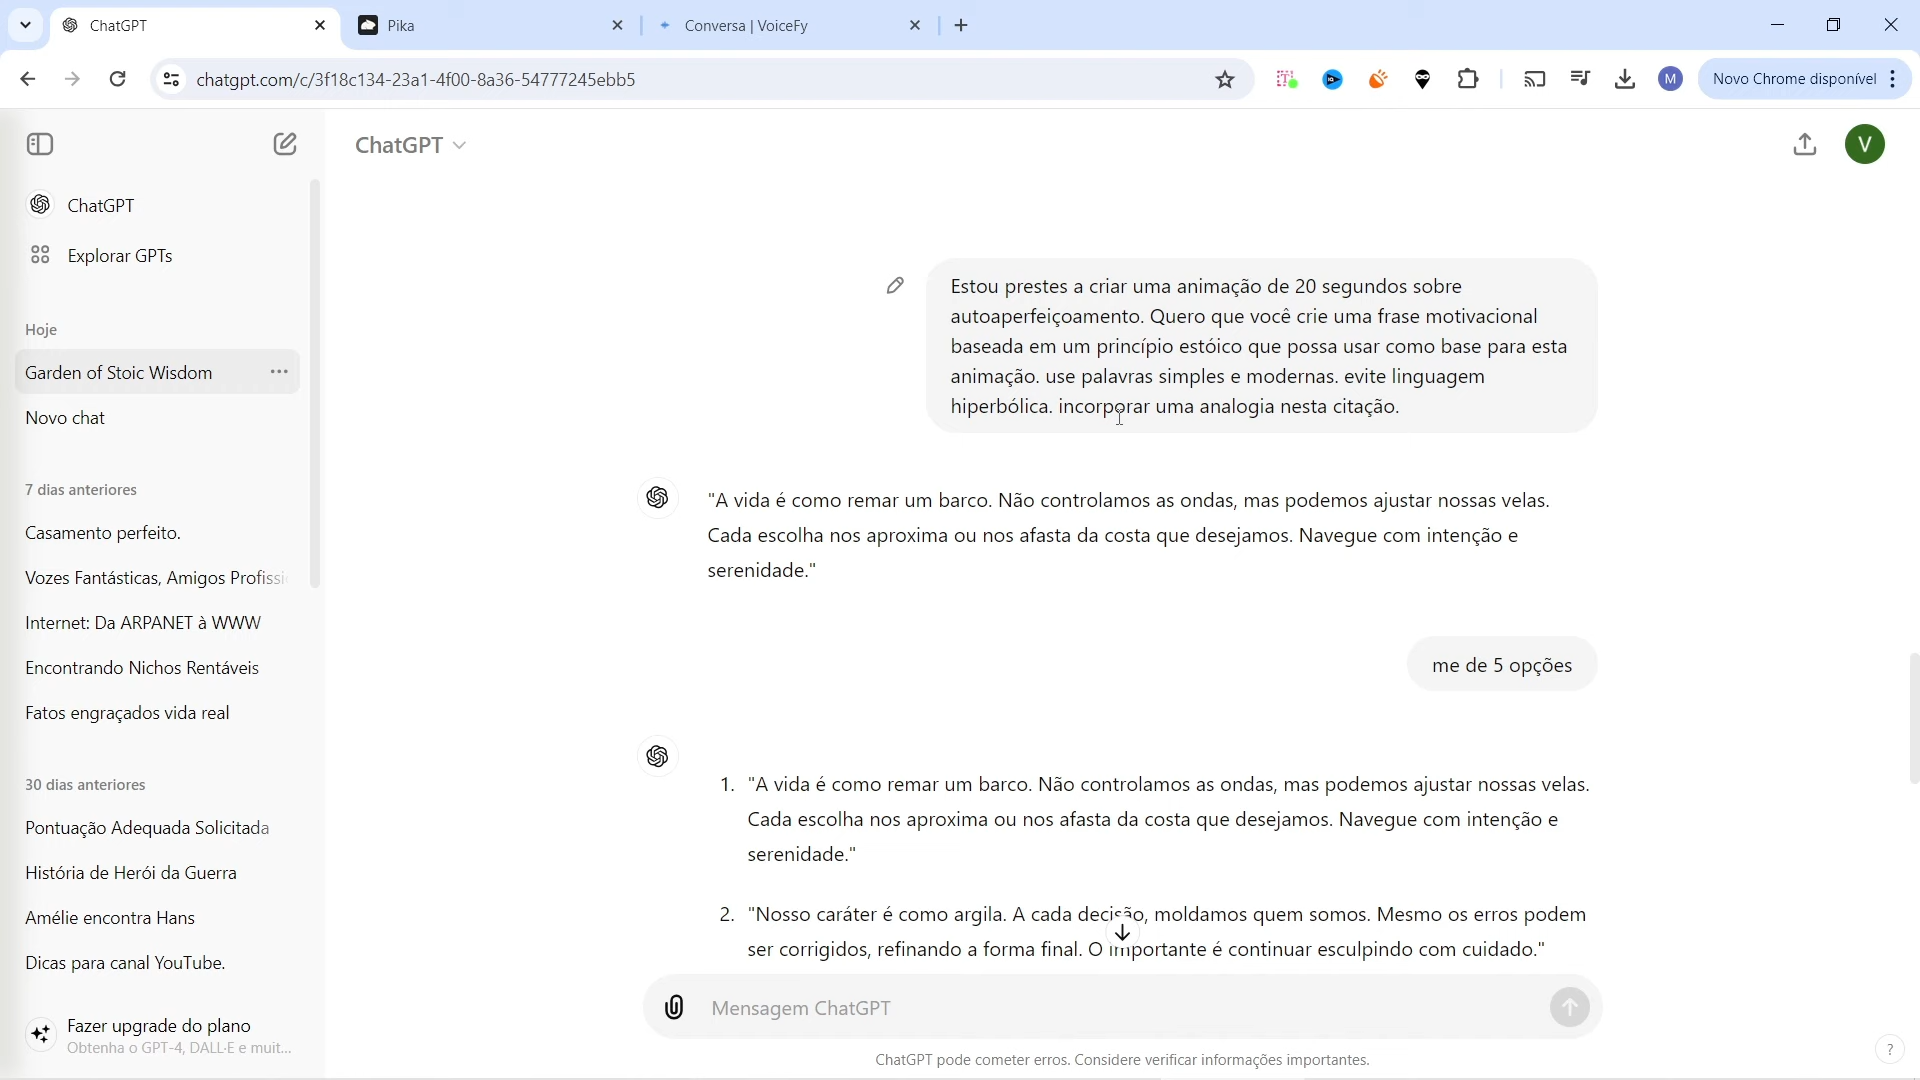 ChatGPT
Pika
Conversa | VoiceFy
chatgpt.com/c/3f18c134-23a1-4f00-8a36-54777245ebb5
M
Novo Chrome disponível
ChatGPT
V
ChatGPT
Explorar GPTs
Hoje
Garden of Stoic Wisdom
Novo chat
7 dias anteriores
Casamento perfeito.
Vozes Fantásticas, Amigos Profissi
Internet: Da ARPANET à WWW
Encontrando Nichos Rentáveis
Fatos engraçados vida real
30 dias anteriores
Pontuação Adequada Solicitada
História de Herói da Guerra
Amélie encontra Hans
Dicas para canal YouTube.
Fazer upgrade do plano
Obtenha o GPT-4, DALL·E e muit...
Estou prestes a criar uma animação de 20 segundos sobre
autoaperfeiçoamento. Quero que você crie uma frase motivacional
baseada em um princípio estóico que possa usar como base para esta
animação. use palavras simples e modernas. evite linguagem
hiperbólica. incorporar uma analogia nesta citação.
"A vida é como remar um barco. Não controlamos as ondas, mas podemos ajustar nossas velas.
Cada escolha nos aproxima ou nos afasta da costa que desejamos. Navegue com intenção e
serenidade."
me de 5 opções
1. "A vida é como remar um barco. Não controlamos as ondas, mas podemos ajustar nossas velas.
Cada escolha nos aproxima ou nos afasta da costa que desejamos. Navegue com intenção e
serenidade."
2. "Nosso caráter é como argila. A cada decisão, moldamos quem somos. Mesmo os erros podem
ser corrigidos, refinando a forma final. O importante é continuar esculpindo com cuidado."
Mensagem ChatGPT
ChatGPT pode cometer erros. Considere verificar informações importantes.
?